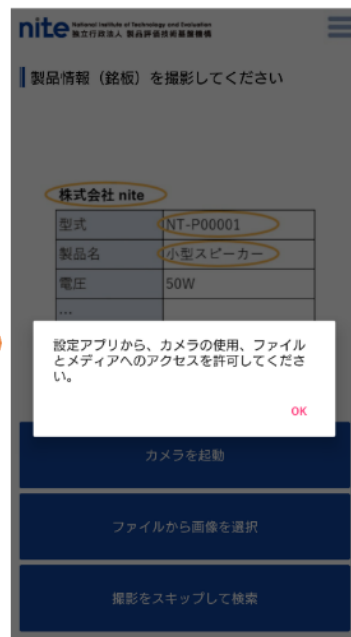 nite National Institute of Technology and Evaluation
独立行政法人 製品評価技術基盤機構
製品情報（銘板）を撮影してください
株式会社 nite
型式 NT-P00001
製品名 小型スピーカー
電圧 50W
...
設定アプリから、カメラの使用、ファイル
とメディアへのアクセスを許可してくださ
い。
OK
カメラを起動
ファイルから画像を選択
撮影をスキップして検索